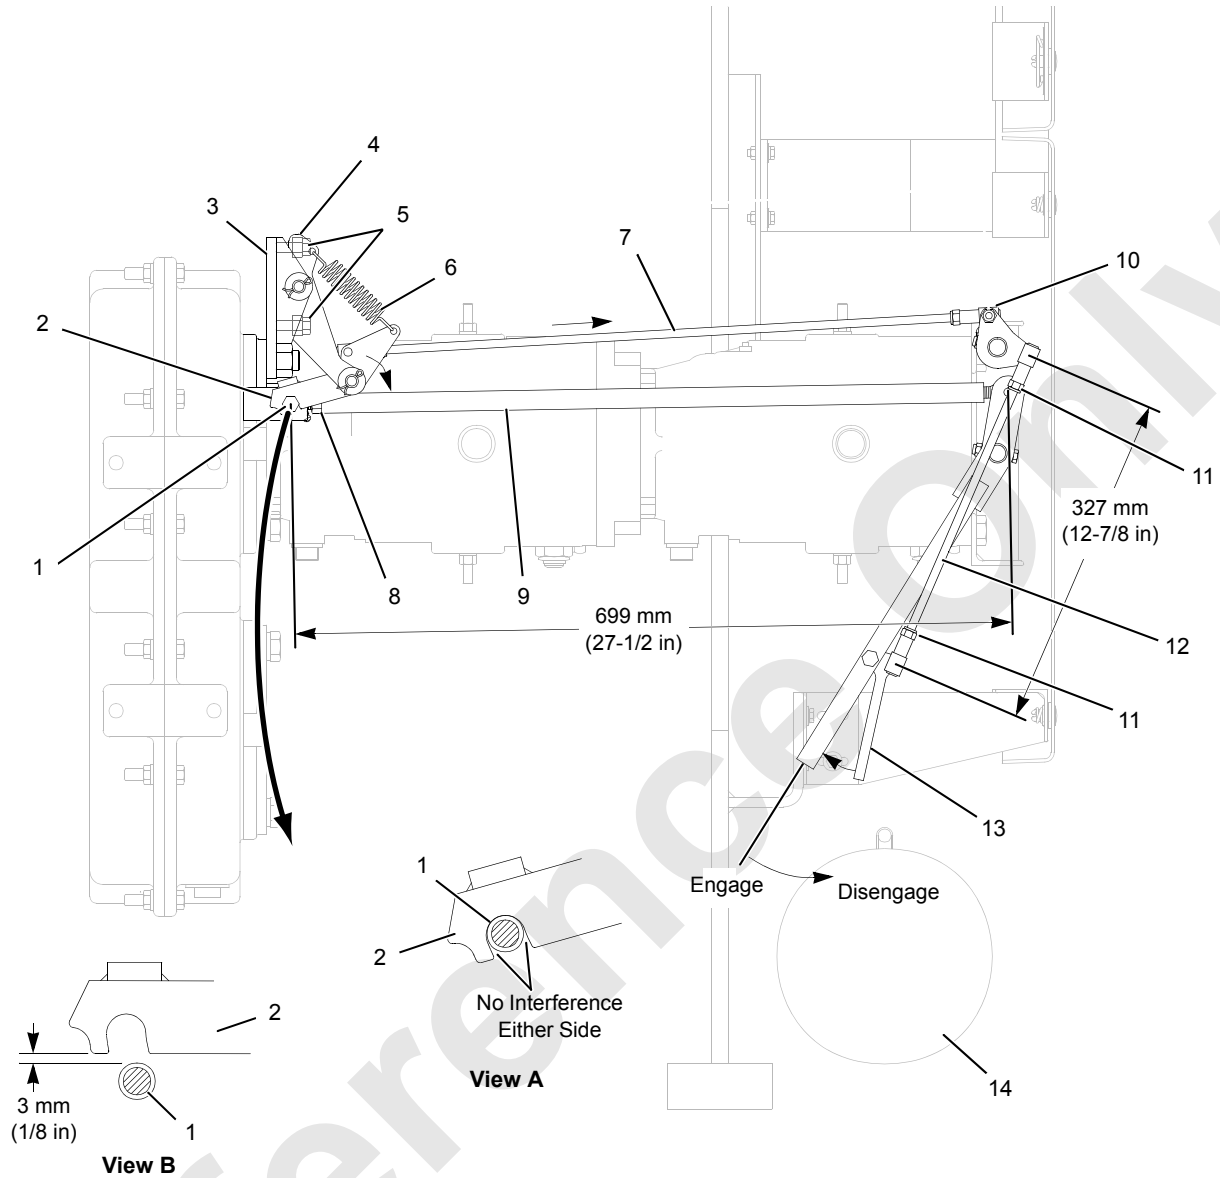 4
3
5
7
6
10
2
11
327 mm
(12-7/8 in)
1
8
9
699 mm
(27-1/2 in)
12
11
13
Engage
Disengage
1
2
No Interference
Either Side
View A
14
2
3 mm
(1/8 in)
1
View B
Reference Only